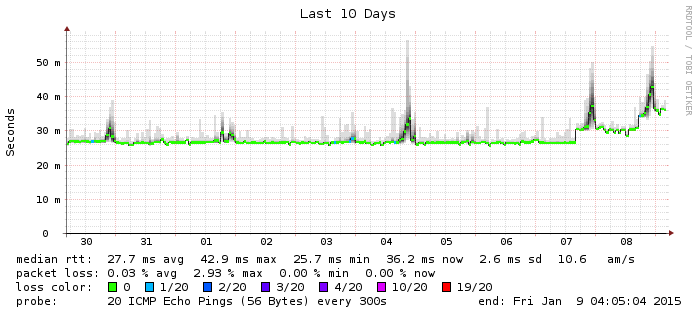 Last 10 Days
RRDTOOL / TOBI OETIKER
Seconds
50 m
40 m
30 m
20 m
10 m
0
30 31 01 02 03 04 05 06 07 08
median rtt: 27.7 ms avg 42.9 ms max 25.7 ms min 36.2 ms now 2.6 ms sd 10.6 am/s
packet loss: 0.03 % avg 2.93 % max 0.00 % min 0.00 % now
loss color: 0 1/20 2/20 3/20 4/20 10/20 19/20
probe: 20 ICMP Echo Pings (56 Bytes) every 300s end: Fri Jan 9 04:05:04 2015